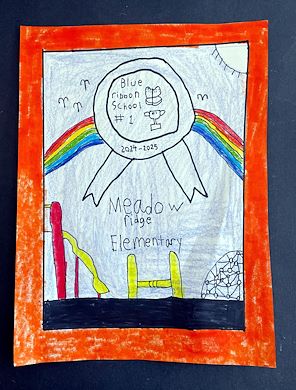 Blue
ribbon
School
# 1
2024-2025
Meadow
Ridge
Elementary